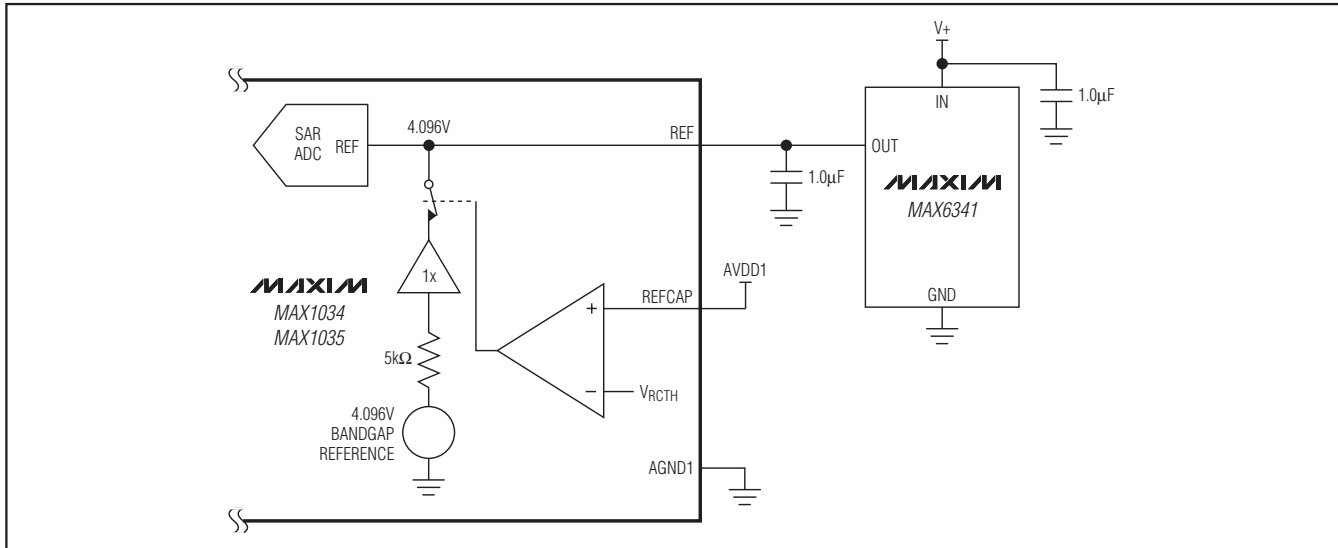 V+
IN
1.0µF
SAR
ADC
REF
4.096V
REF
OUT
1.0µF
MAXIM
MAX6341
GND
1x
MAXIM
MAX1034
MAX1035
REFCAP
AVDD1
+
5kΩ
−
VRCTH
4.096V
BANDGAP
REFERENCE
AGND1